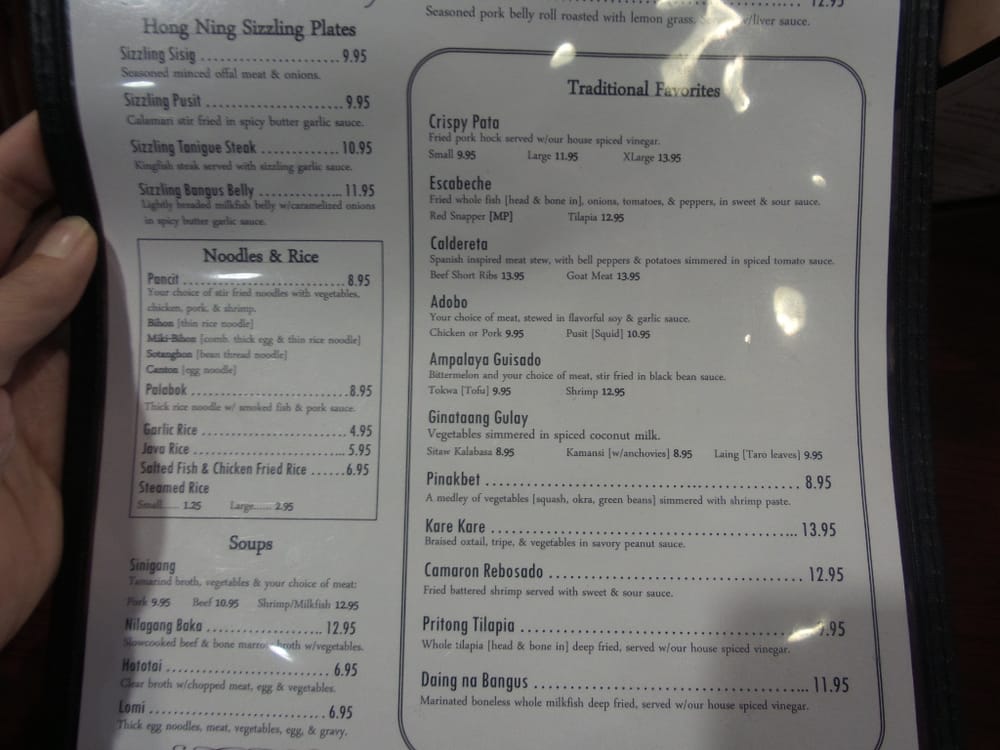 Hong Ning Sizzling Plates
Sizzling Sisig ........................ 9.95
Seasoned minced offal meat & onions.
Sizzling Pusit ........................ 9.95
Calamari stir fried in spicy butter garlic sauce.
Sizzling Tanigue Steak ............. 10.95
Kingfish steak served with sizzling garlic sauce.
Sizzling Bangus Belly ............... 11.95
Lightly breaded milkfish belly w/caramelized onions
in spicy butter garlic sauce.
Noodles & Rice
Pancit ........................ 8.95
Your choice of stir fried noodles with vegetables,
chicken, pork, & shrimp.
Bihon [thin rice noodle]
Miki-Bihon [comb. thick egg & thin rice noodle]
Sotanghon [bean thread noodle]
Canton [egg noodle]
Palabok ........................ 8.95
Thick rice noodle w/ smoked fish & pork sauce.
Garlic Rice ........................ 4.95
Java Rice ........................ 5.95
Salted Fish & Chicken Fried Rice ...... 6.95
Steamed Rice
Small...... 1.25 Large...... 2.95
Soups
Sinigang
Tamarind broth, vegetables & your choice of meat:
Pork 9.95 Beef 10.95 Shrimp/Milkfish 12.95
Nilagang Baka .................... 12.95
Slowcooked beef & bone marrow broth w/vegetables.
Hototai ........................ 6.95
Clear broth w/chopped meat, egg & vegetables.
Lomi ........................ 6.95
Thick egg noodles, meat, vegetables, egg, & gravy.
12.95
Seasoned pork belly roll roasted with lemon grass. w/liver sauce.
Traditional Favorites
Crispy Pata
Fried pork hock served w/our house spiced vinegar.
Small 9.95 Large 11.95 XLarge 13.95
Escabeche
Fried whole fish [head & bone in], onions, tomatoes, & peppers, in sweet & sour sauce.
Red Snapper [MP] Tilapia 12.95
Caldereta
Spanish inspired meat stew, with bell peppers & potatoes simmered in spiced tomato sauce.
Beef Short Ribs 13.95 Goat Meat 13.95
Adobo
Your choice of meat, stewed in flavorful soy & garlic sauce.
Chicken or Pork 9.95 Pusit [Squid] 10.95
Ampalaya Guisado
Bittermelon and your choice of meat, stir fried in black bean sauce.
Tokwa [Tofu] 9.95 Shrimp 12.95
Ginataang Gulay
Vegetables simmered in spiced coconut milk.
Sitaw Kalabasa 8.95 Kamansi [w/anchovies] 8.95 Laing [Taro leaves] 9.95
Pinakbet ........................ 8.95
A medley of vegetables [squash, okra, green beans] simmered with shrimp paste.
Kare Kare ........................ 13.95
Braised oxtail, tripe, & vegetables in savory peanut sauce.
Camaron Rebosado ........................ 12.95
Fried battered shrimp served with sweet & sour sauce.
Pritong Tilapia ........................
Whole tilapia [head & bone in] deep fried, served w/our house spiced vinegar.
Daing na Bangus ........................ 11.95
Marinated boneless whole milkfish deep fried, served w/our house spiced vinegar.